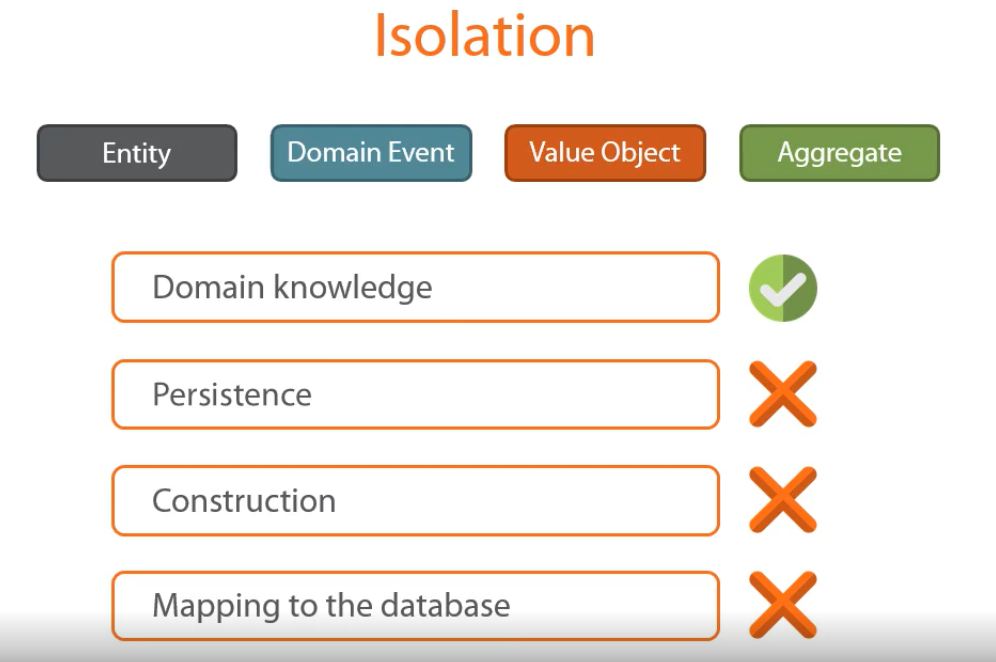 Isolation
Entity
Domain Event
Value Object
Aggregate
Domain knowledge
Persistence
Construction
Mapping to the database